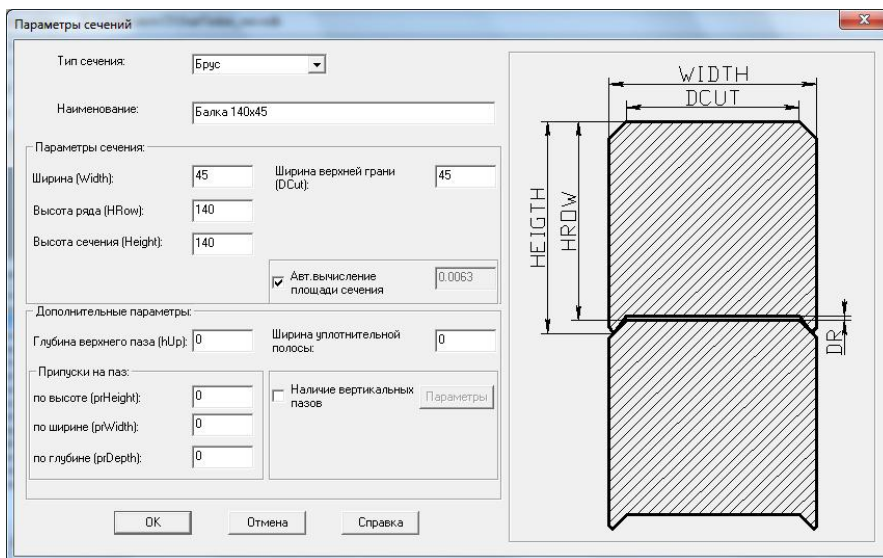 Параметры сечений
Тип сечения:
Брус
Наименование:
Балка 140x45
Параметры сечения:
Ширина (Width):
45
Ширина верхней грани (DCut):
45
Высота ряда (HRow):
140
Высота сечения (Height):
140
Авт.вычисление площади сечения
0.0063
Дополнительные параметры:
Глубина верхнего паза (hUp):
0
Ширина уплотнительной полосы:
0
Припуски на паз:
по высоте (prHeight):
0
по ширине (prWidth):
0
по глубине (prDepth):
0
Наличие вертикальных пазов
Параметры
OK
Отмена
Справка
WIDTH
DCUT
HEIGTH
HROW
DR